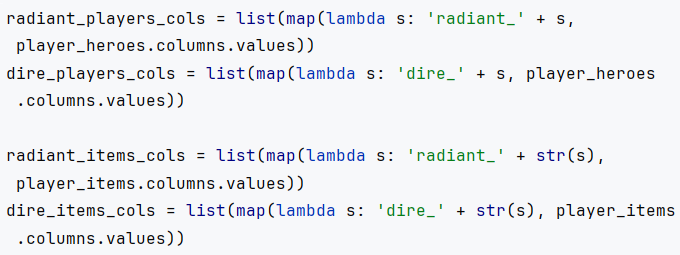 radiant_players_cols = list(map(lambda s: 'radiant_' + s,
player_heroes.columns.values))
dire_players_cols = list(map(lambda s: 'dire_' + s, player_heroes
.columns.values))
radiant_items_cols = list(map(lambda s: 'radiant_' + str(s),
player_items.columns.values))
dire_items_cols = list(map(lambda s: 'dire_' + str(s), player_items
.columns.values))